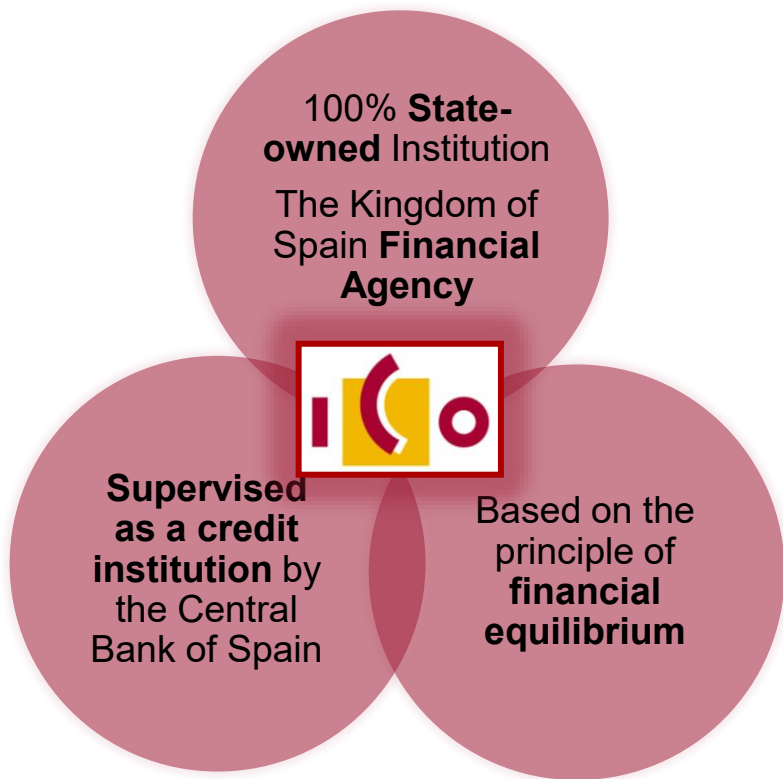 100% State-
owned Institution
The Kingdom of
Spain Financial
Agency
ICO
Supervised
as a credit
institution by
the Central
Bank of Spain
Based on the
principle of
financial
equilibrium